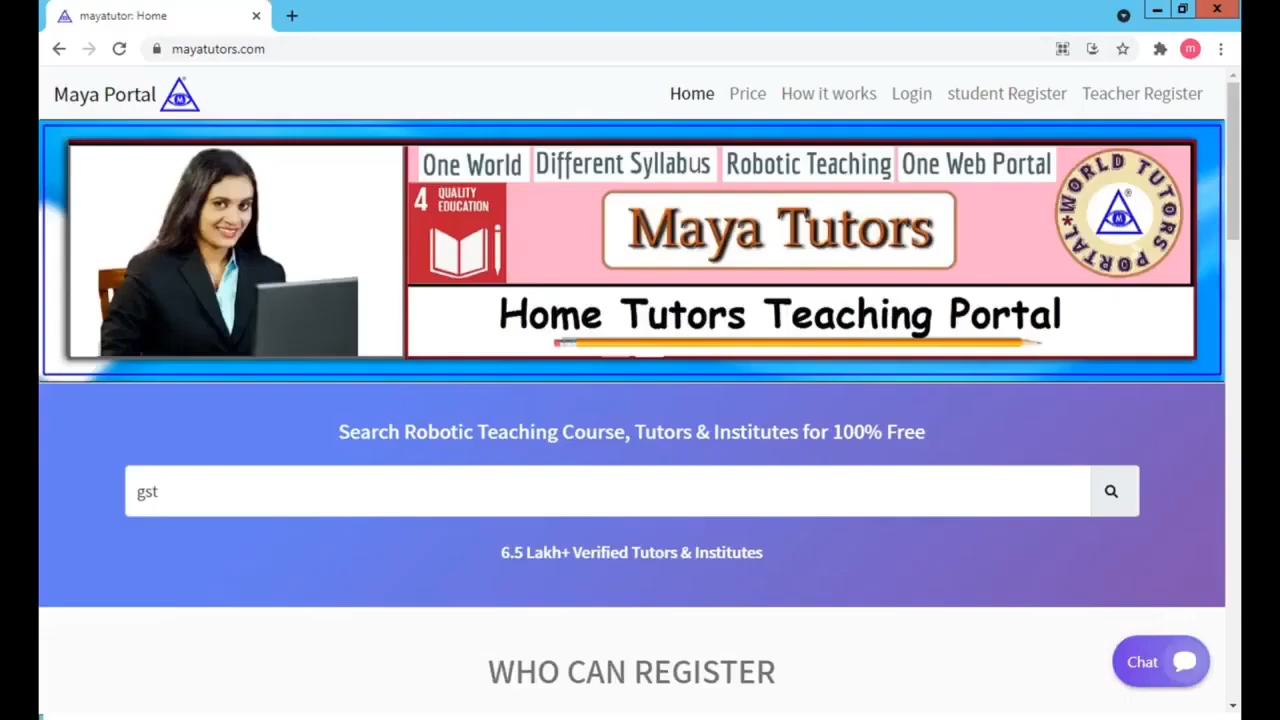 mayatutor: Home
mayatutors.com
m
Maya Portal M
Home Price How it works Login student Register Teacher Register
One World Different Syllabus Robotic Teaching One Web Portal
4 QUALITY
EDUCATION
Maya Tutors
WORLD TUTORS PORTAL*
M
Home Tutors Teaching Portal
Search Robotic Teaching Course, Tutors & Institutes for 100% Free
gst
6.5 Lakh+ Verified Tutors & Institutes
WHO CAN REGISTER
Chat